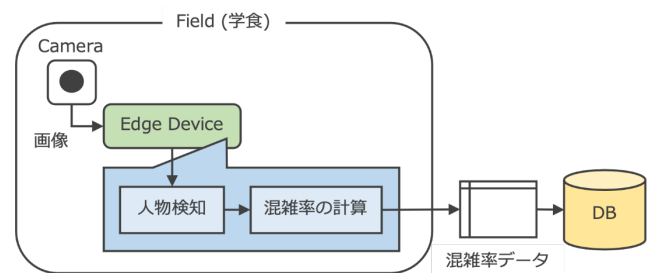 Field (学食)
Camera
画像
Edge Device
人物検知
混雑率の計算
混雑率データ
DB